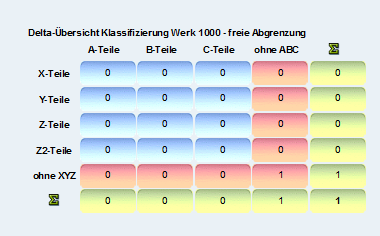 Delta-Übersicht Klassifizierung Werk 1000 - freie Abgrenzung
A-Teile B-Teile C-Teile ohne ABC Σ
X-Teile 0 0 0 0 0
Y-Teile 0 0 0 0 0
Z-Teile 0 0 0 0 0
Z2-Teile 0 0 0 0 0
ohne XYZ 0 0 0 1 1
Σ 0 0 0 1 1